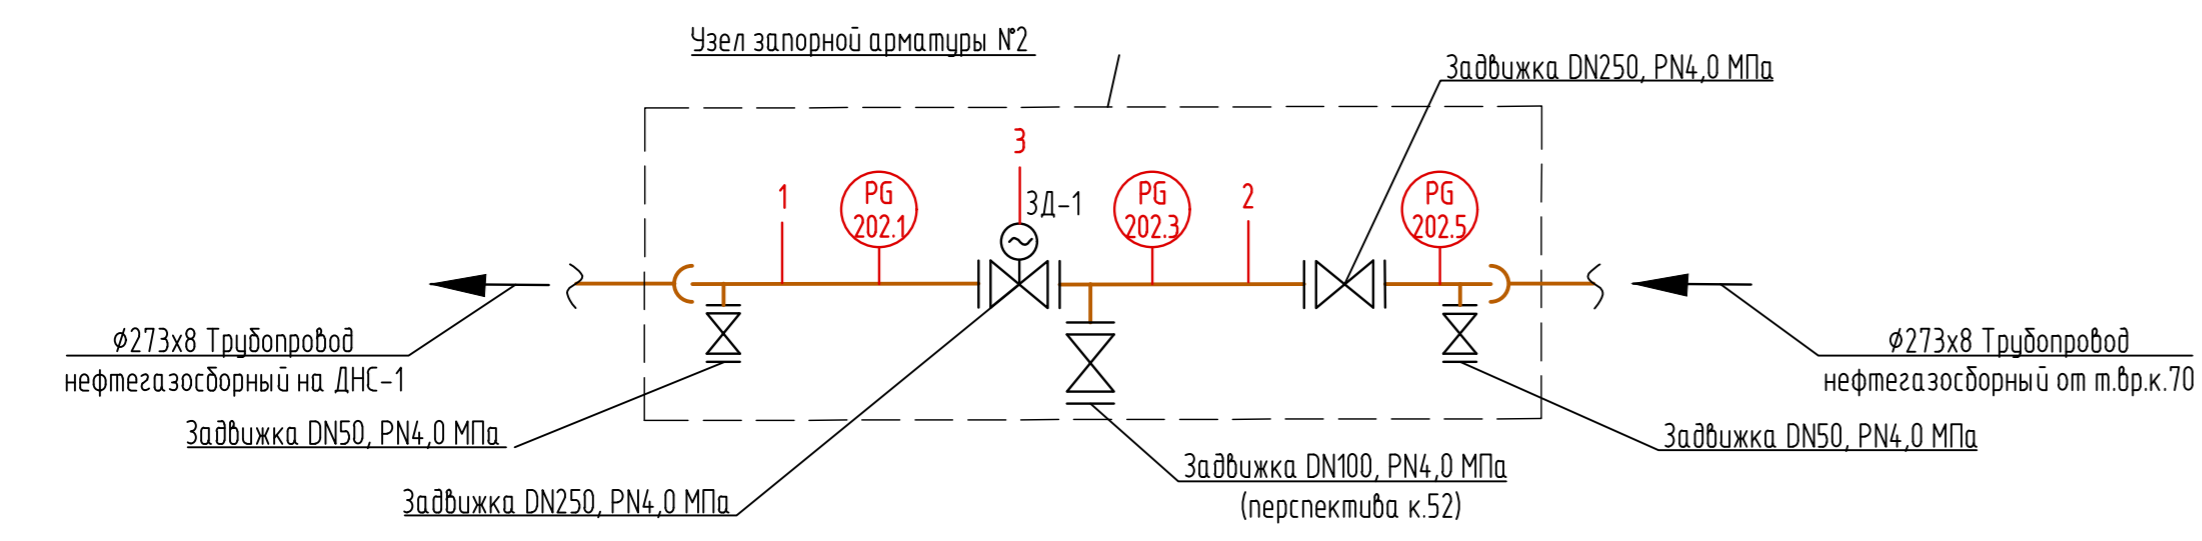 Узел запорной арматуры №2
Задвижка DN250, PN4,0 МПа
3
1
PG
202.1
ЗД-1
PG
202.3
2
PG
202.5
Ø273х8 Трубопровод
нефтегазосборный на ДНС-1
Ø273х8 Трубопровод
нефтегазосборный от т.вр.к.70
Задвижка DN50, PN4,0 МПа
Задвижка DN50, PN4,0 МПа
Задвижка DN100, PN4,0 МПа
(перспектива к.52)
Задвижка DN250, PN4,0 МПа